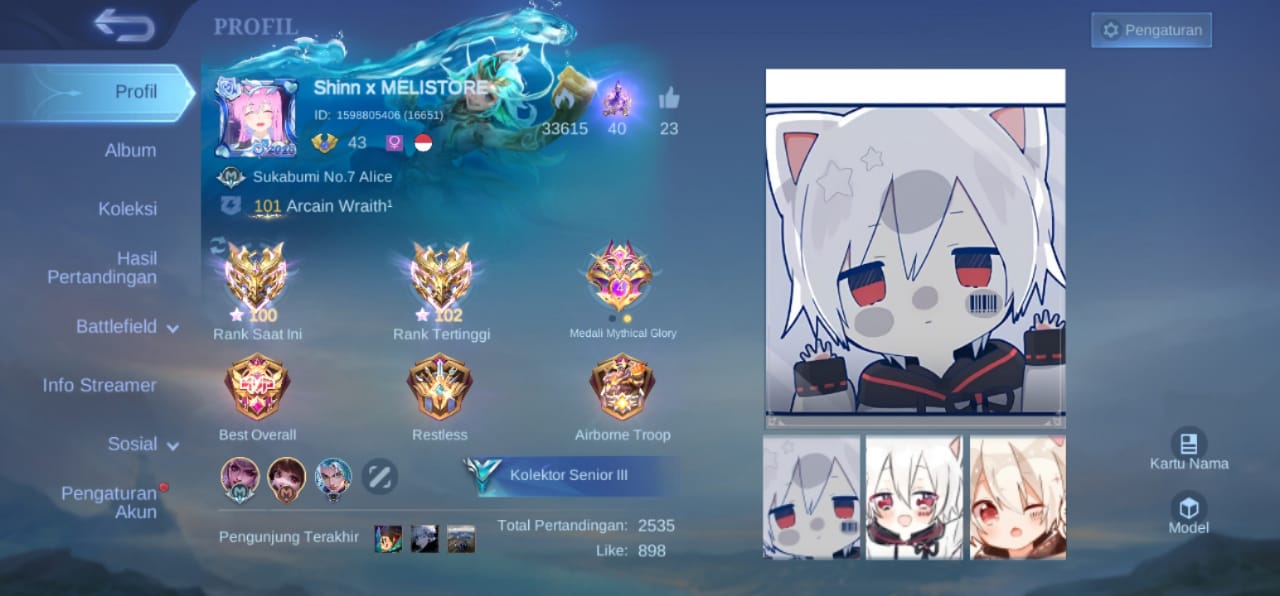 PROFIL
Pengaturan
Profil
Album
Koleksi
Hasil
Pertandingan
Battlefield
Info Streamer
Sosial
Pengaturan
Akun
Shinn x MELISTORE
ID: 1598805406 (16651)
43
33615
40
23
Sukabumi No.7 Alice
101 Arcain Wraith¹
100
Rank Saat Ini
102
Rank Tertinggi
4
Medali Mythical Glory
MVP
Best Overall
Restless
Airborne Troop
Kolektor Senior III
Pengunjung Terakhir
Total Pertandingan: 2535
Like: 898
Kartu Nama
Model